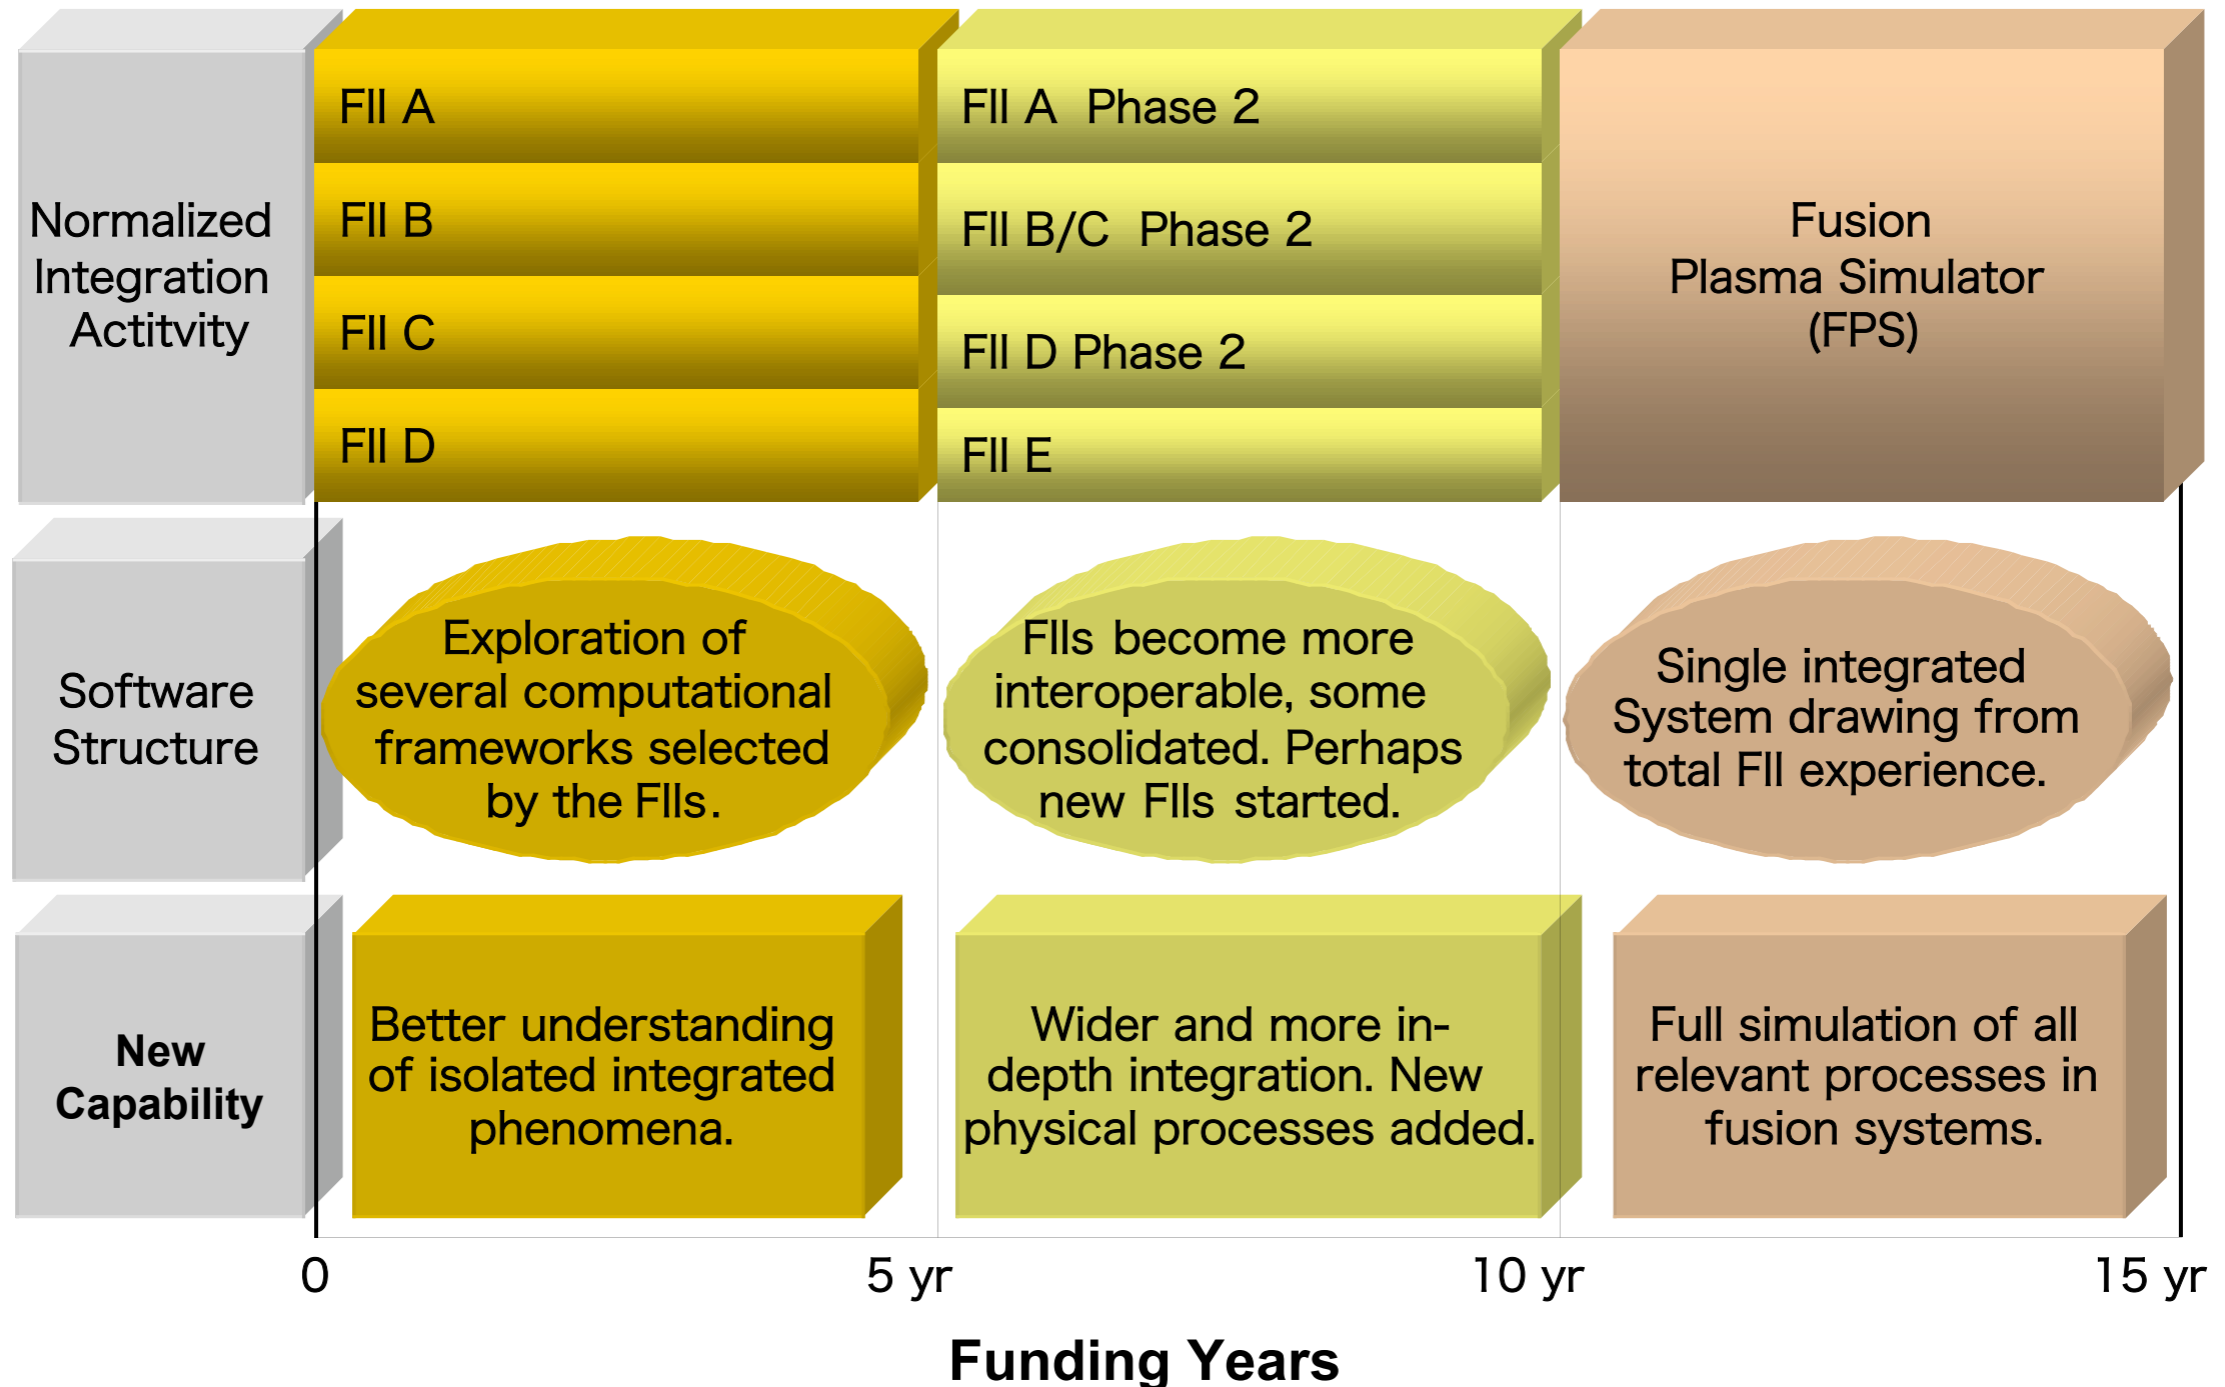 Normalized
Integration
Actitvity
FII A
FII B
FII C
FII D
FII A Phase 2
FII B/C Phase 2
FII D Phase 2
FII E
Fusion
Plasma Simulator
(FPS)
Software
Structure
Exploration of
several computational
frameworks selected
by the FIIs.
FIIs become more
interoperable, some
consolidated. Perhaps
new FIIs started.
Single integrated
System drawing from
total FII experience.
New
Capability
Better understanding
of isolated integrated
phenomena.
Wider and more in-
depth integration. New
physical processes added.
Full simulation of all
relevant processes in
fusion systems.
0
5 yr
10 yr
15 yr
Funding Years